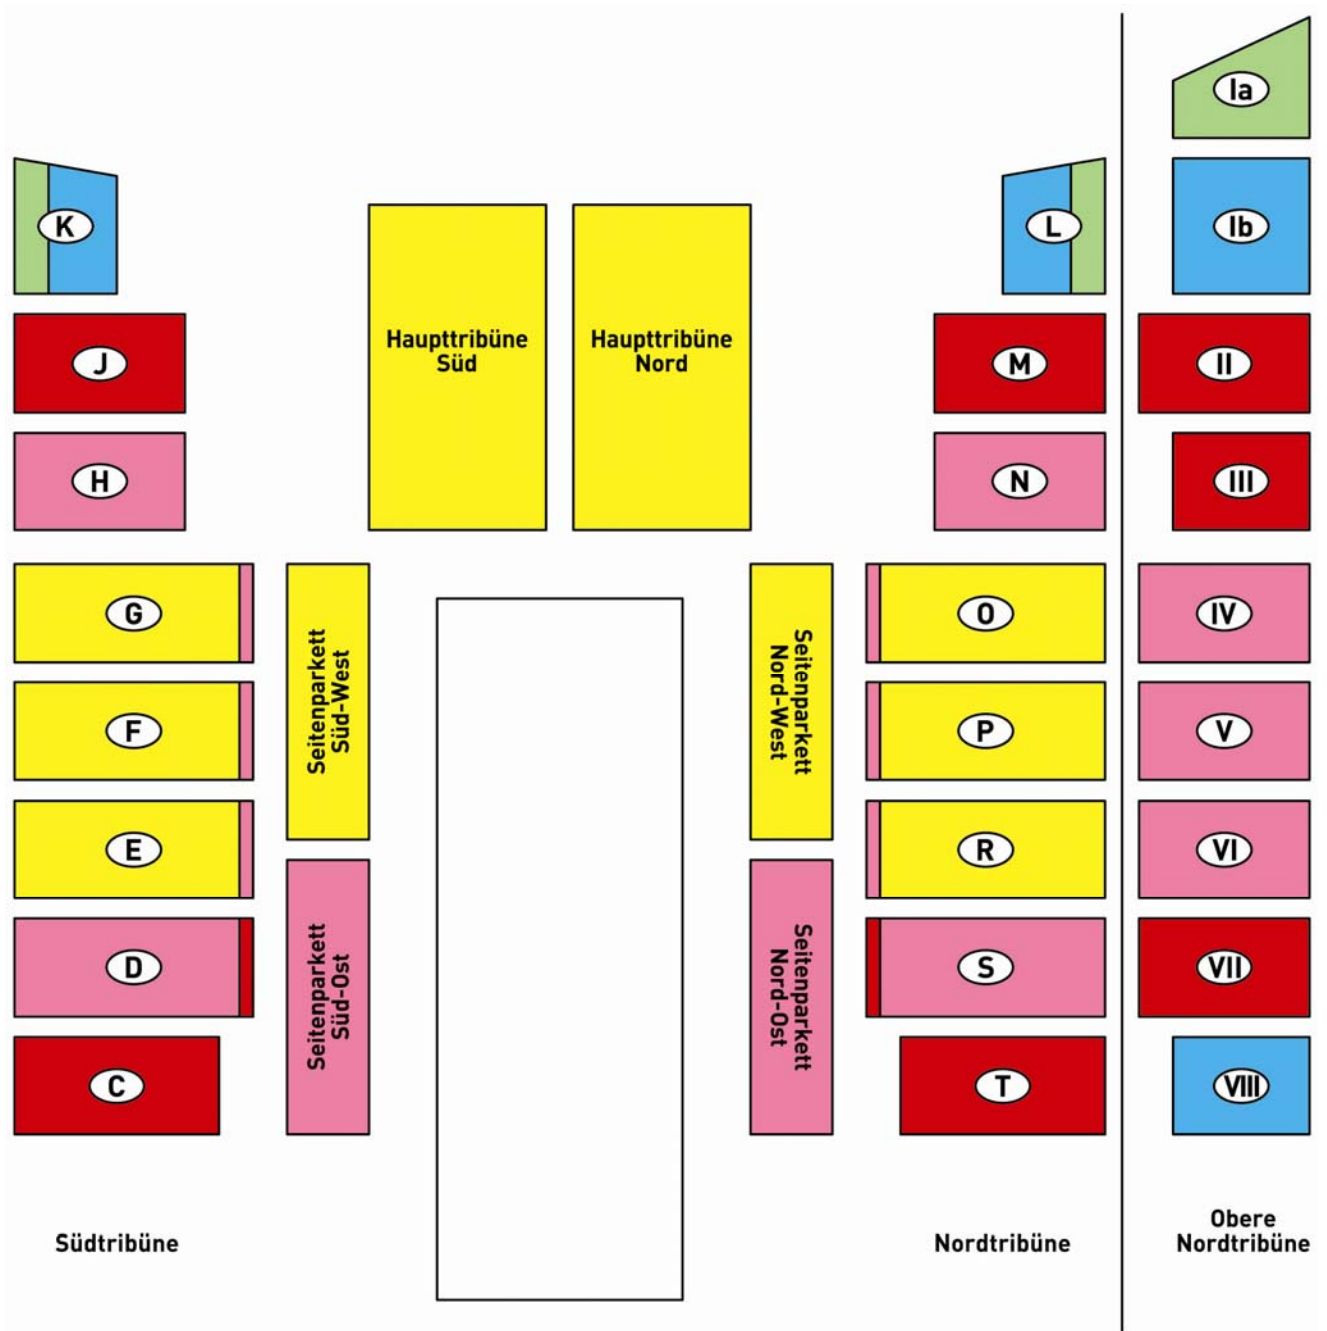 Ia
K
L
Ib
Haupttribüne
Süd
Haupttribüne
Nord
J
M
II
H
N
III
G
Seitenparkett
Süd-West
Seitenparkett
Nord-West
O
IV
F
P
V
E
R
VI
D
Seitenparkett
Süd-Ost
Seitenparkett
Nord-Ost
S
VII
C
T
VIII
Südtribüne
Nordtribüne
Obere
Nordtribüne